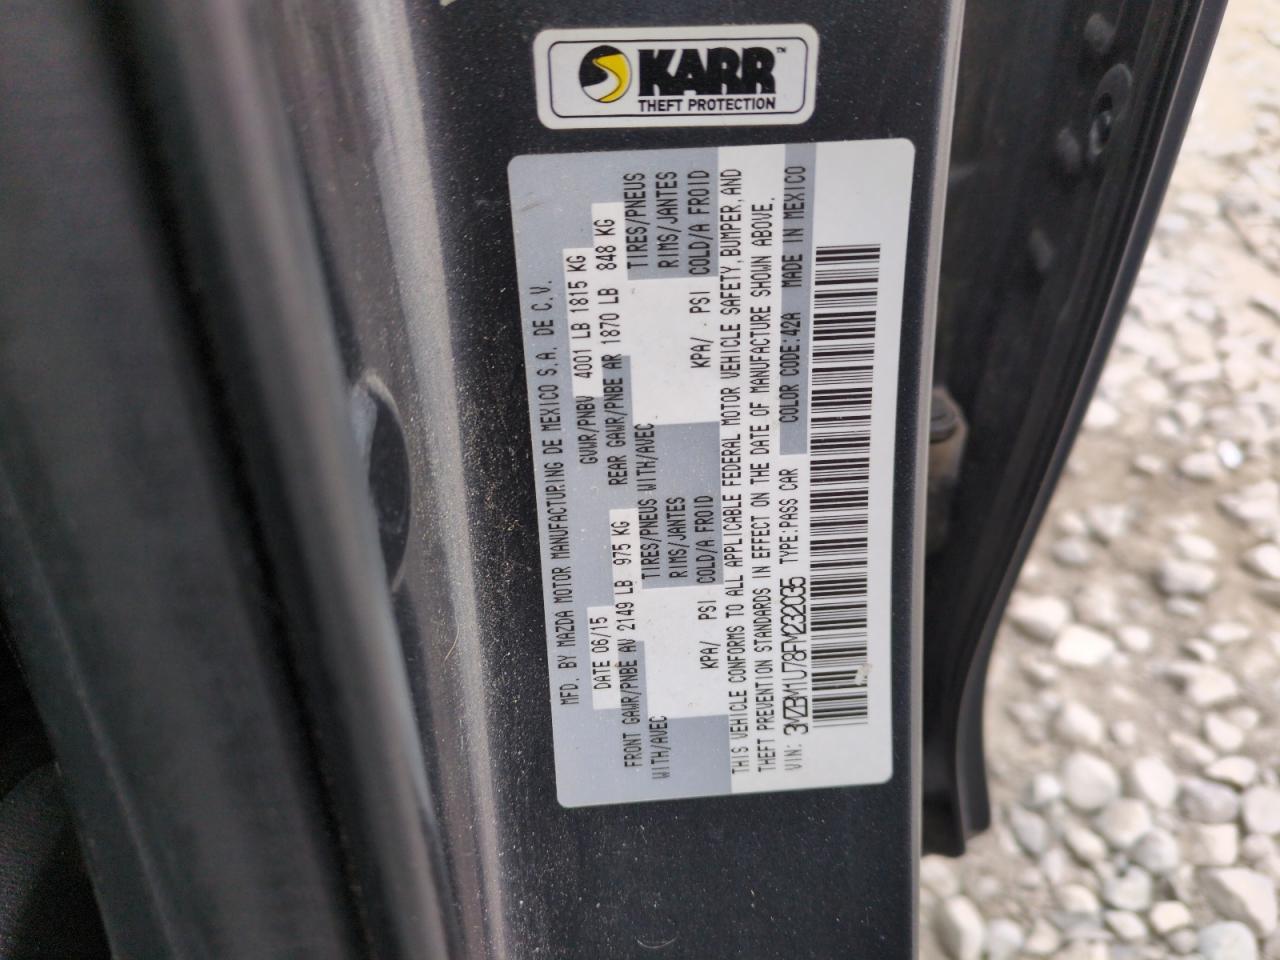 KARR™
THEFT PROTECTION
MFD. BY MAZDA MOTOR MANUFACTURING DE MEXICO S.A. DE C.V.
DATE 06/15 GVWR/PNBV 4001 LB 1815 KG
FRONT GAWR/PNBE AV 2149 LB 975 KG REAR GAWR/PNBE AR 1870 LB 848 KG
WITH/AVEC TIRES/PNEUS WITH/AVEC TIRES/PNEUS
RIMS/JANTES RIMS/JANTES
KPA/ PSI COLD/A FROID KPA/ PSI COLD/A FROID
THIS VEHICLE CONFORMS TO ALL APPLICABLE FEDERAL MOTOR VEHICLE SAFETY, BUMPER, AND
THEFT PREVENTION STANDARDS IN EFFECT ON THE DATE OF MANUFACTURE SHOWN ABOVE.
VIN: 3MZBM1U78FM232035 TYPE:PASS CAR COLOR CODE:42A MADE IN MEXICO